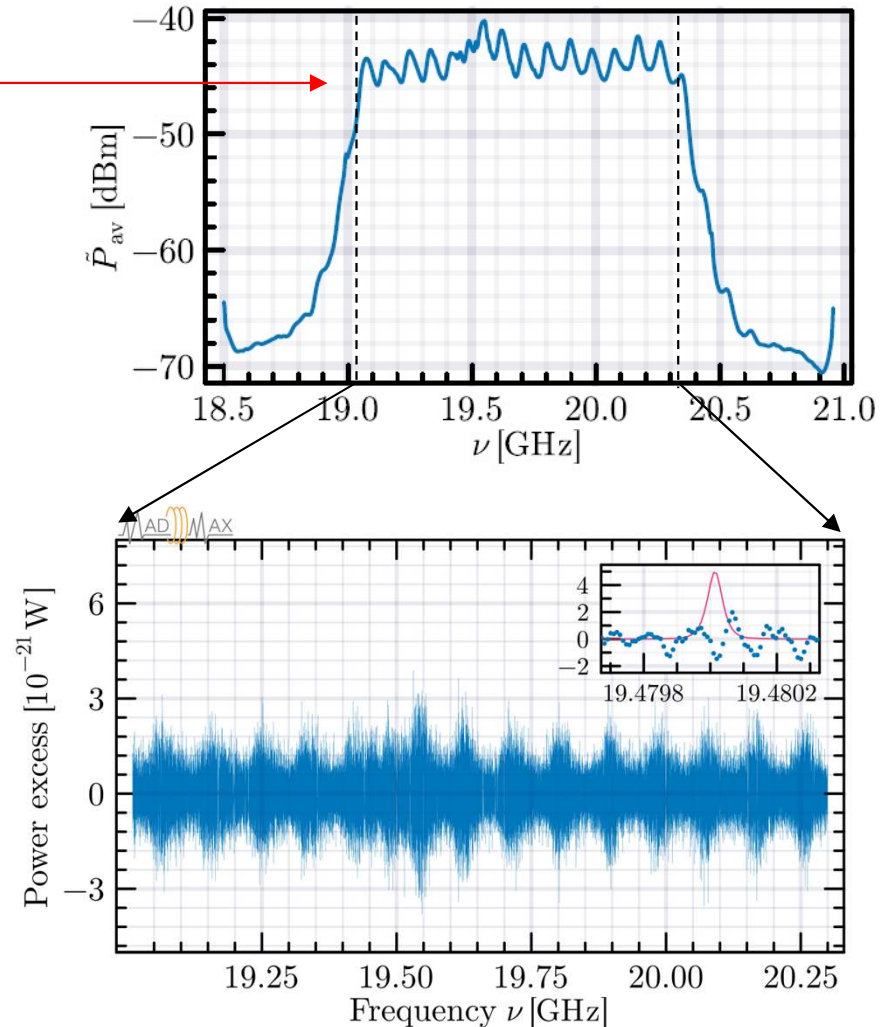 −40
−50
−60
−70
P̃av [dBm]
18.5 19.0 19.5 20.0 20.5 21.0
ν [GHz]
MADMAX
6
3
0
−3
Power excess [10⁻²¹ W]
4
2
0
−2
19.4798 19.4802
19.25 19.50 19.75 20.00 20.25
Frequency ν [GHz]